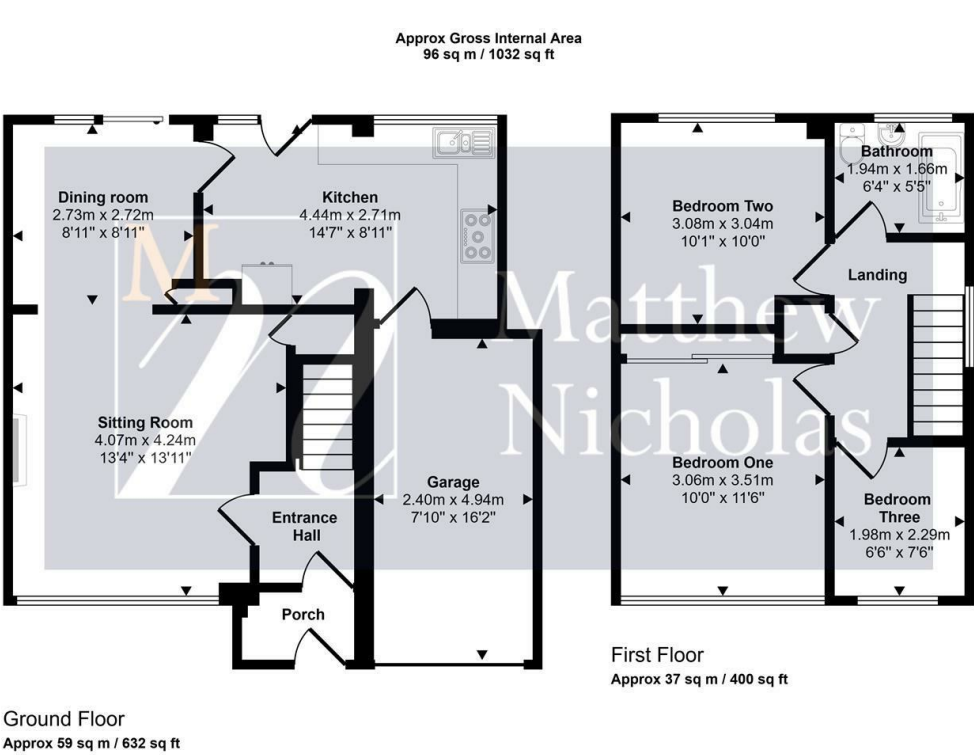 Approx Gross Internal Area
96 sq m / 1032 sq ft
Dining room
2.73m x 2.72m
8'11" x 8'11"
Kitchen
4.44m x 2.71m
14'7" x 8'11"
Sitting Room
4.07m x 4.24m
13'4" x 13'11"
Entrance
Hall
Porch
Garage
2.40m x 4.94m
7'10" x 16'2"
Ground Floor
Approx 59 sq m / 632 sq ft
Bathroom
1.94m x 1.66m
6'4" x 5'5"
Bedroom Two
3.08m x 3.04m
10'1" x 10'0"
Landing
Bedroom One
3.06m x 3.51m
10'0" x 11'6"
Bedroom
Three
1.98m x 2.29m
6'6" x 7'6"
First Floor
Approx 37 sq m / 400 sq ft
M
n
Matthew
Nicholas